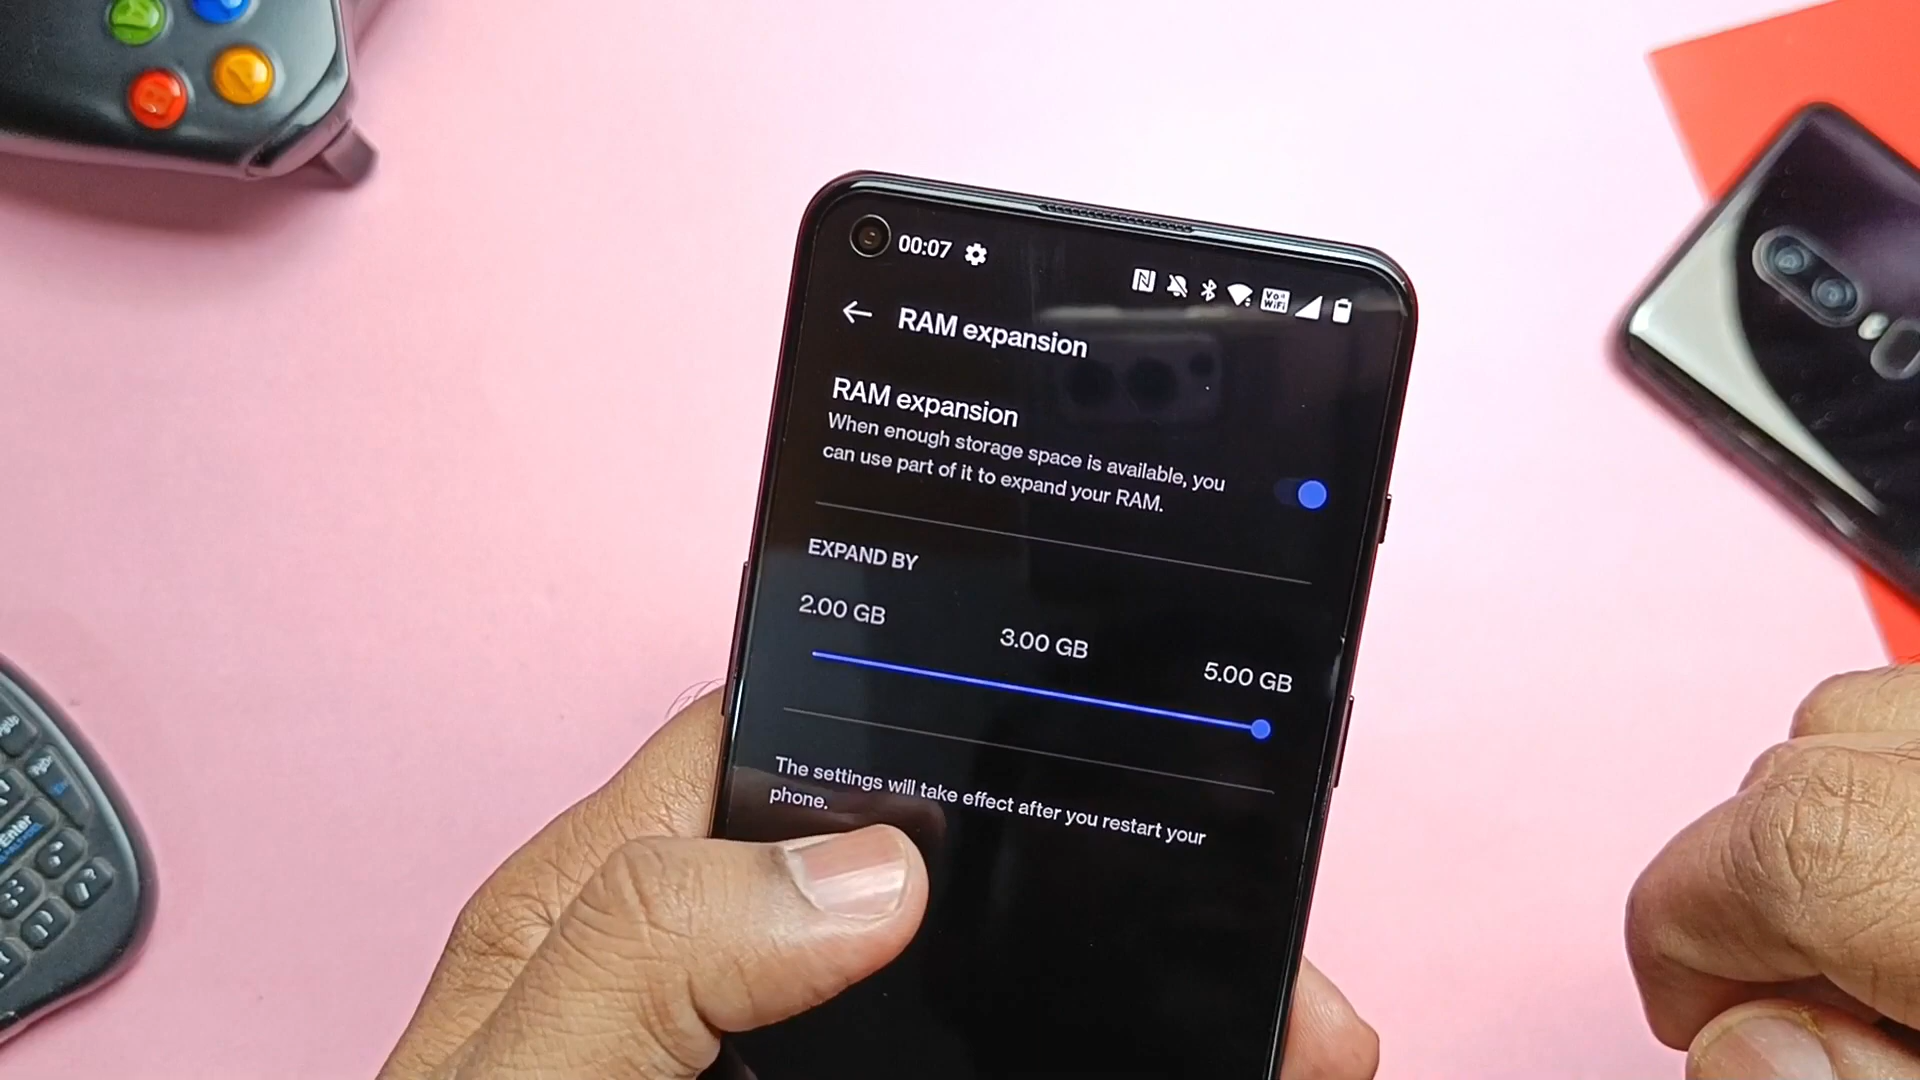 00:07
Vo
WiFi
RAM expansion
RAM expansion
When enough storage space is available, you
can use part of it to expand your RAM.
EXPAND BY
2.00 GB
3.00 GB
5.00 GB
The settings will take effect after you restart your
phone.
Enter